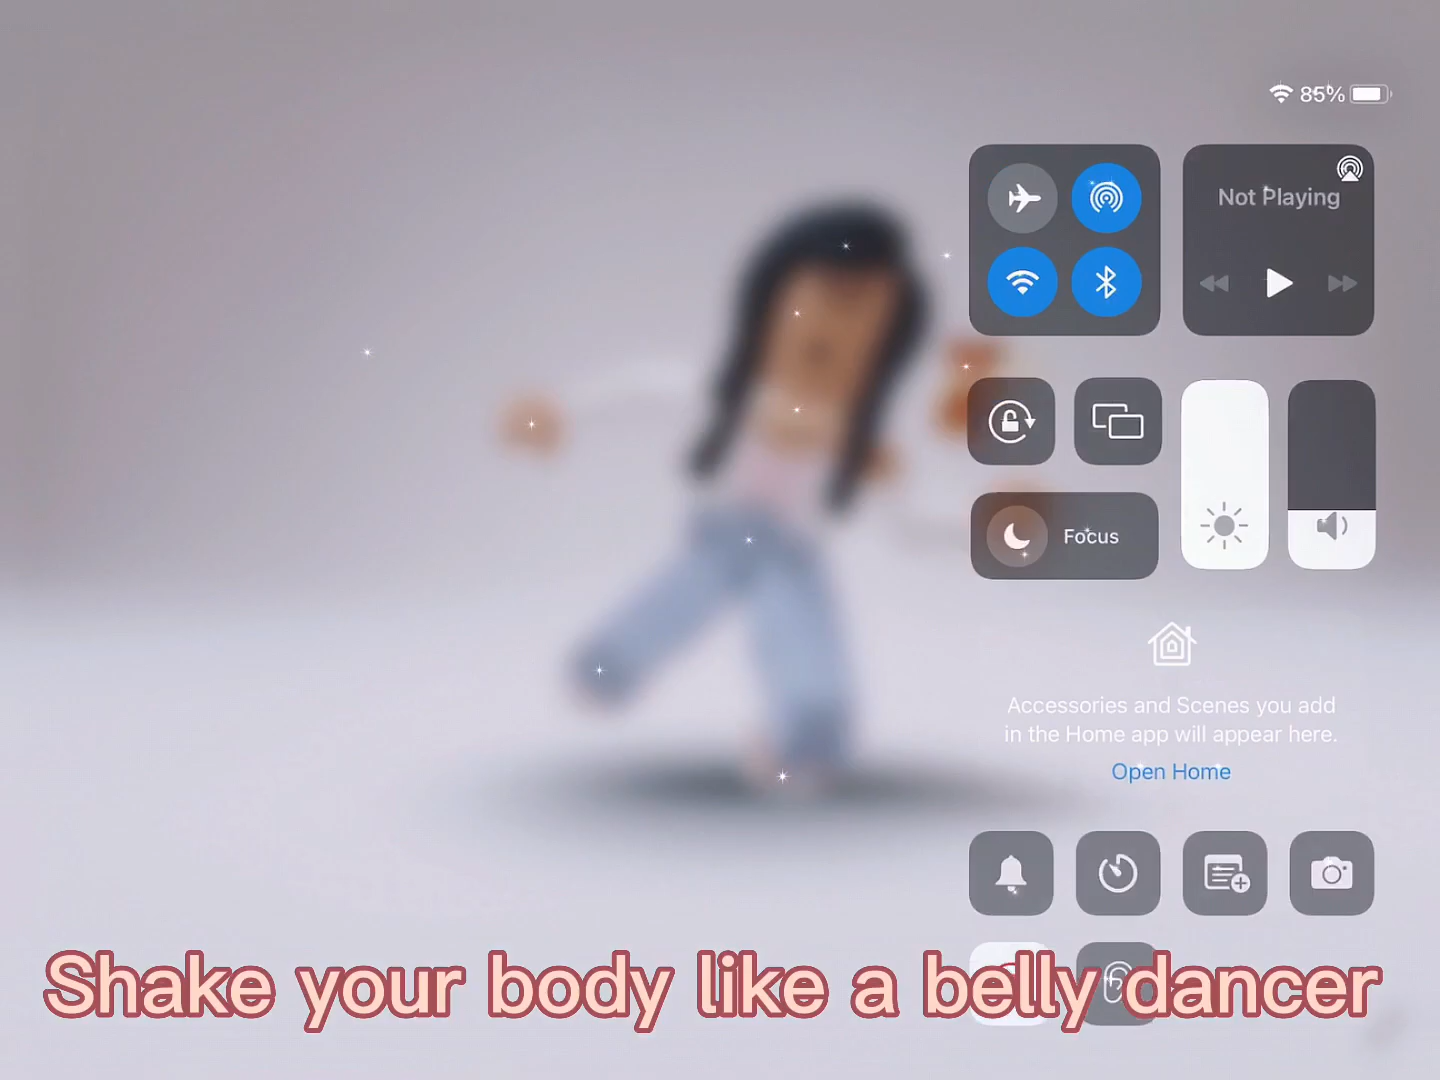 85%
Not Playing
Focus
Accessories and Scenes you add
in the Home app will appear here.
Open Home
Shake your body like a belly dancer